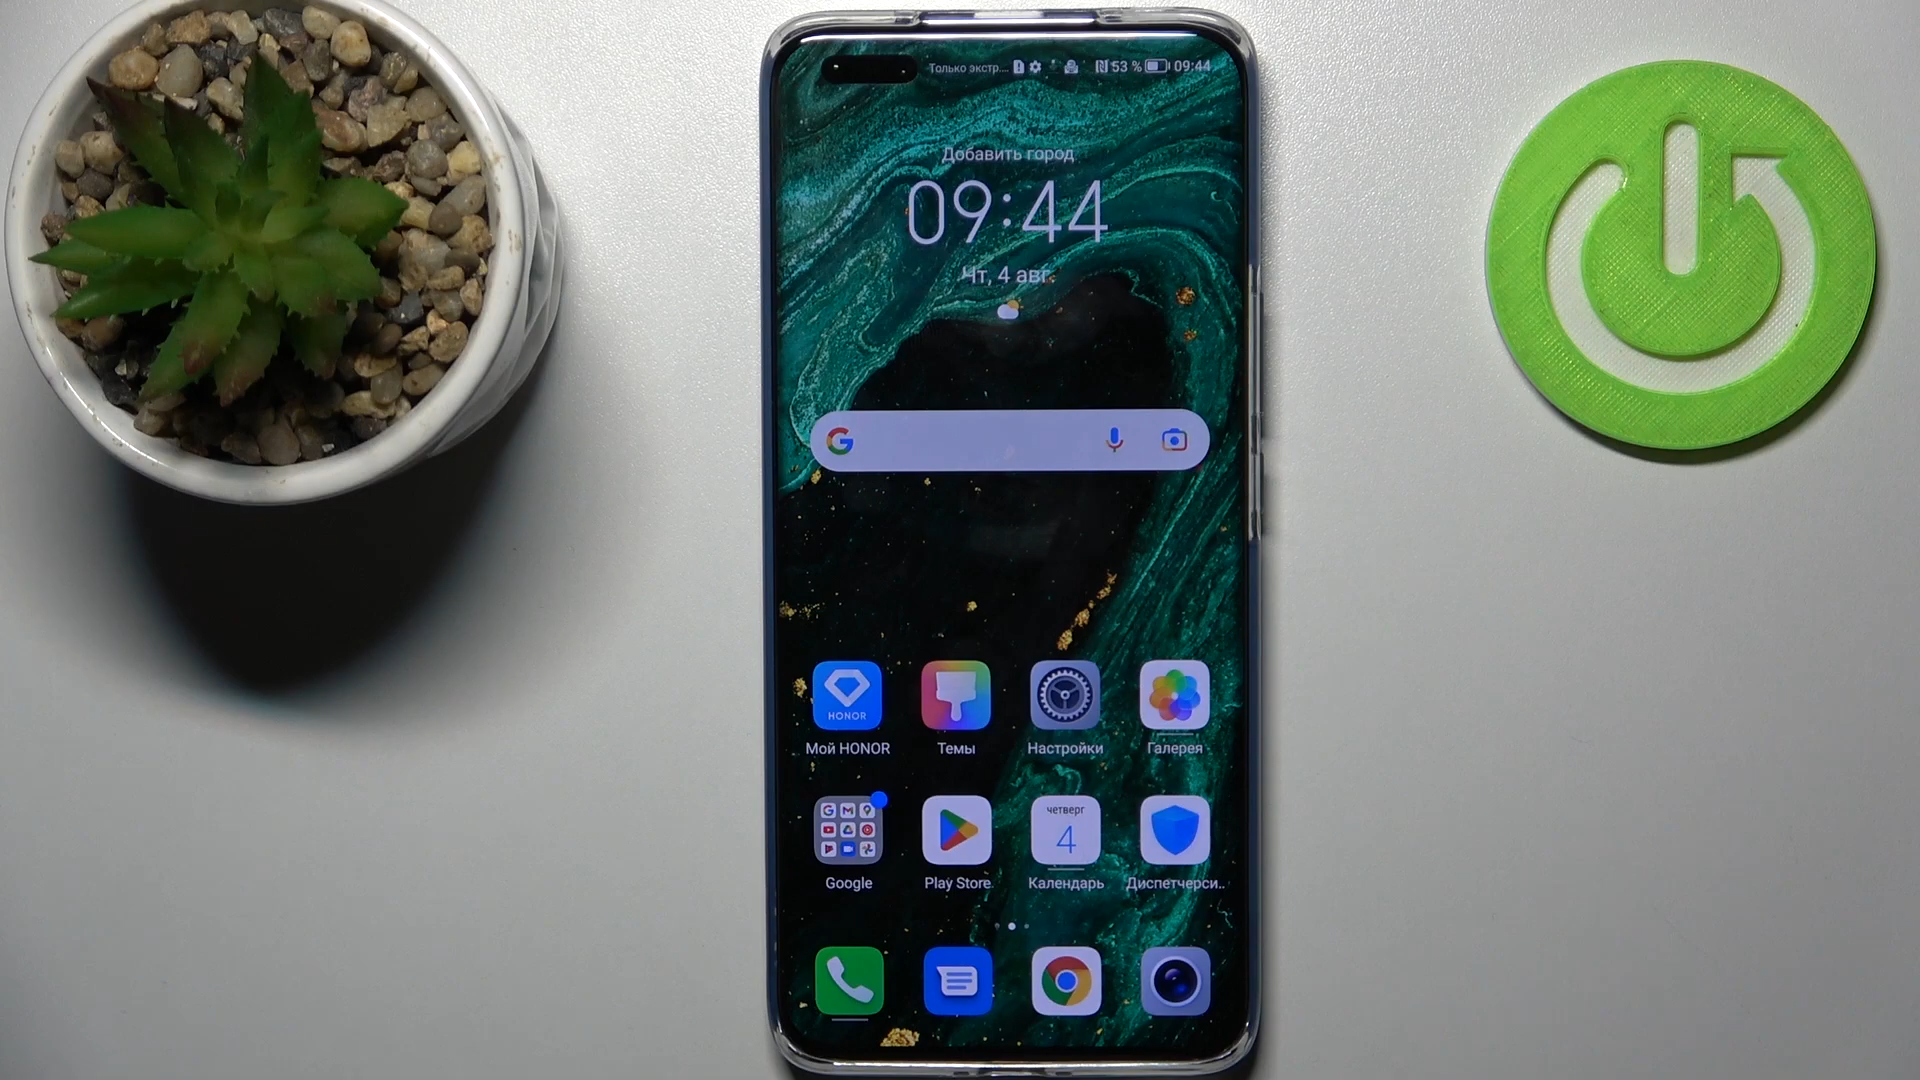 Только экстр... 53 % 09:44
Добавить город
09:44
Чт, 4 авг.
HONOR
Мой HONOR Темы Настройки Галерея
четверг
4
Google Play Store Календарь Диспетчерси..